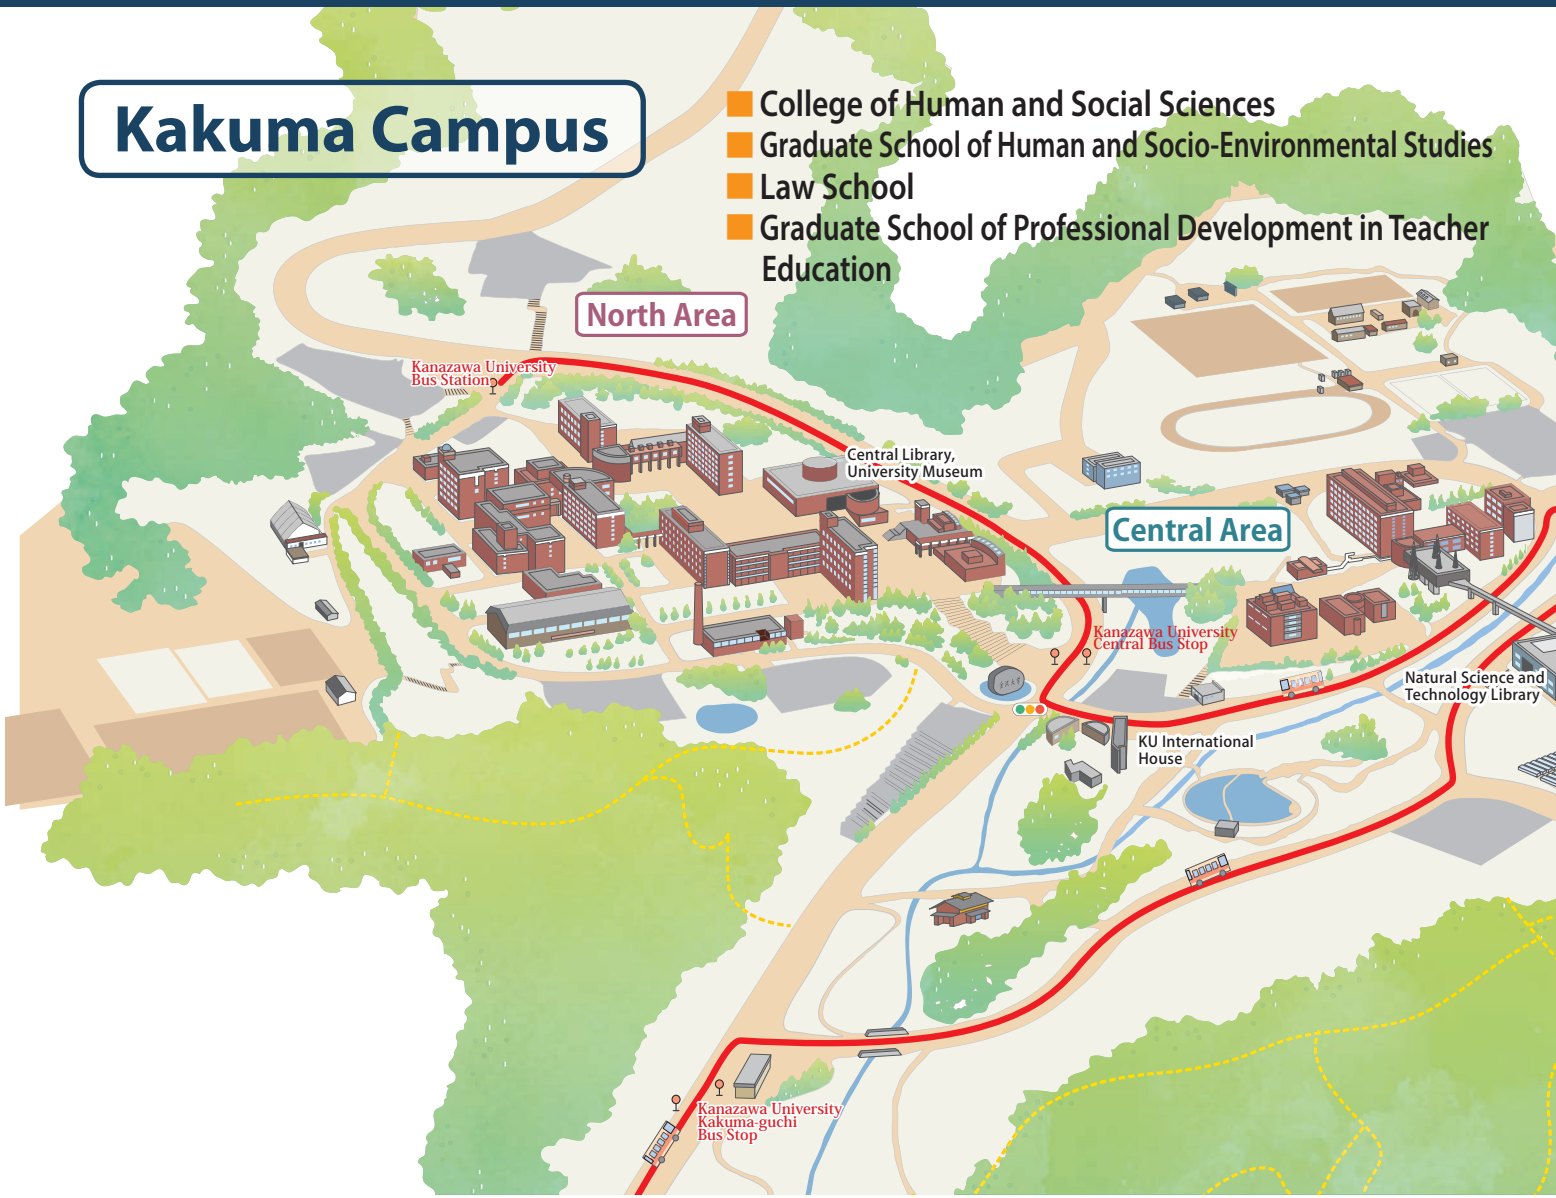 Kakuma Campus
College of Human and Social Sciences
Graduate School of Human and Socio-Environmental Studies
Law School
Graduate School of Professional Development in Teacher
Education
North Area
Kanazawa University
Bus Station
Central Library,
University Museum
Central Area
Kanazawa University
Central Bus Stop
Natural Science and
Technology Library
KU International
House
Kanazawa University
Kakuma-guchi
Bus Stop